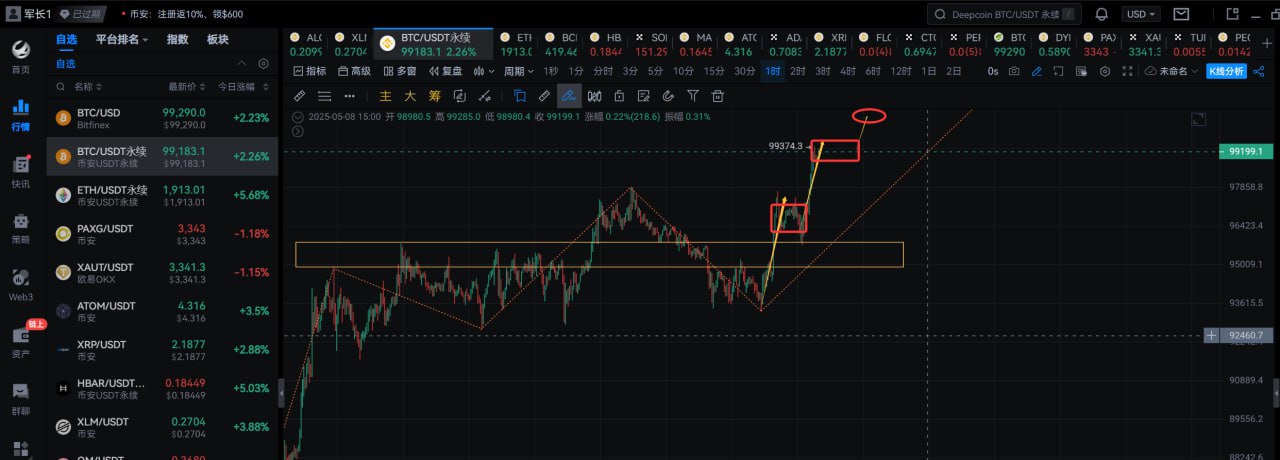 军长1 已过期 • 币安：注册返10%、领$600 Deepcoin BTC/USDT 永续 / USD
自选 平台排名 指数 板块
自选
名称 最新价 今日涨幅
首页
行情
快讯
策略
Web3
链上
资产
群聊
BTC/USD 99,290.0 +2.23%
Bitfinex $99,290.0
BTC/USDT永续 99,183.1 +2.26%
币安USDT永续 $99,183.1
ETH/USDT永续 1,913.01 +5.68%
币安USDT永续 $1,913.01
PAXG/USDT 3,343 -1.18%
币安 $3,343
XAUT/USDT 3,341.3 -1.15%
欧易OKX $3,341.3
ATOM/USDT 4.316 +3.5%
币安 $4.316
XRP/USDT 2.1877 +2.88%
币安 $2.1877
HBAR/USDT... 0.18449 +5.03%
币安USDT永续 $0.18449
XLM/USDT 0.2704 +3.88%
币安 $0.2704
AL XL BTC/USDT永续 ET BC HB SO MA AT AD XR FL CT PE BT DY PA XA TUI PE
0.209 0.270 99183.1 2.26% 1913.0 419.46 0.1844 151.29 0.164 4.316 0.708 2.187 0.0(4) 0.694 0.0(4) 99290 0.589 3343 3341.3 0.005 0.014
指标 高级 多窗 复盘 周期 1秒 1分 分时 3分 5分 10分 15分 30分 1时 2时 3时 4时 6时 12时 1日 2日 0s 未命名 K线分析
主 大 筹
2025-05-08 15:00 开 98980.5 高 99285.0 低 98980.4 收 99199.1 涨幅 0.22%(218.6) 振幅 0.31%
99374.3
99199.1
97858.8
96423.4
95009.1
93615.5
92460.7
90889.4
89556.2
88242.6